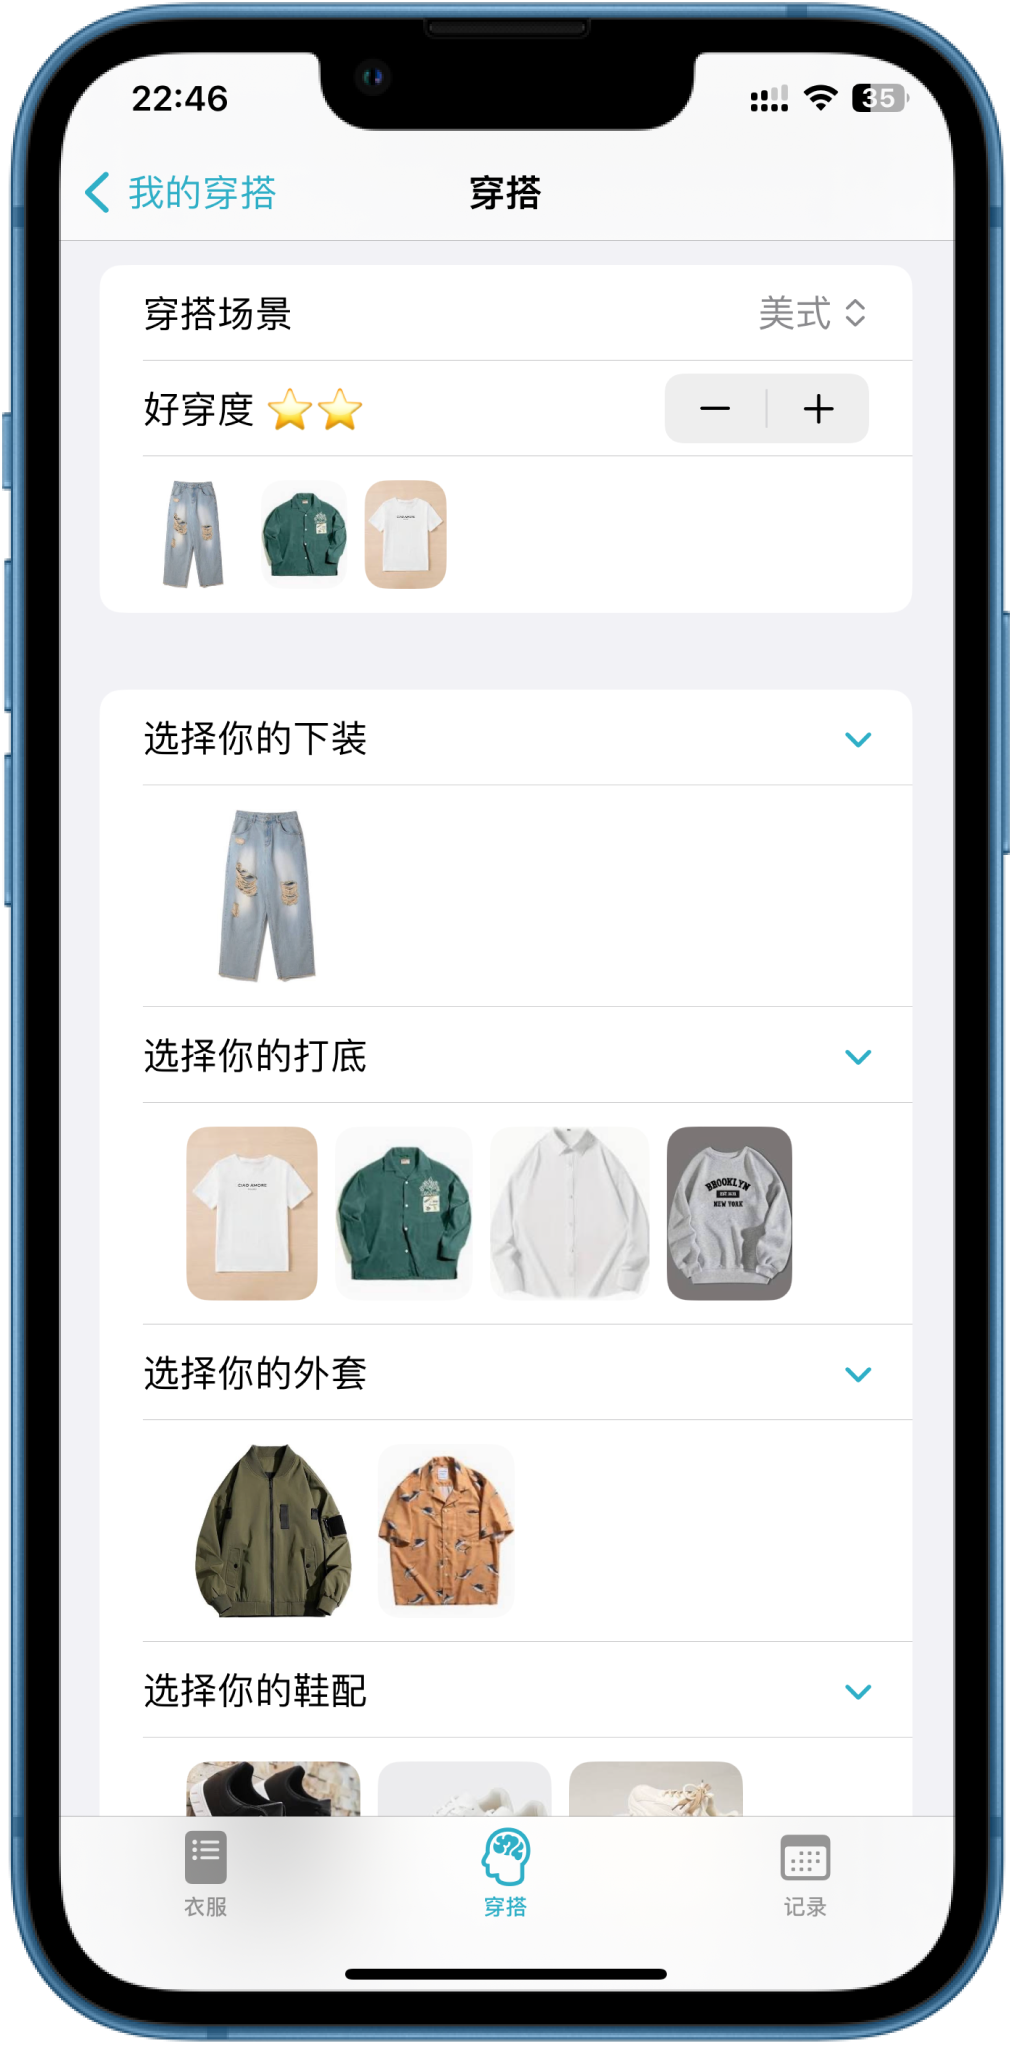 22:46
35
我的穿搭
穿搭
穿搭场景
美式
好穿度
选择你的下装
选择你的打底
CIAO AMORE
BROOKLYN
NEW YORK
选择你的外套
选择你的鞋配
衣服
穿搭
记录